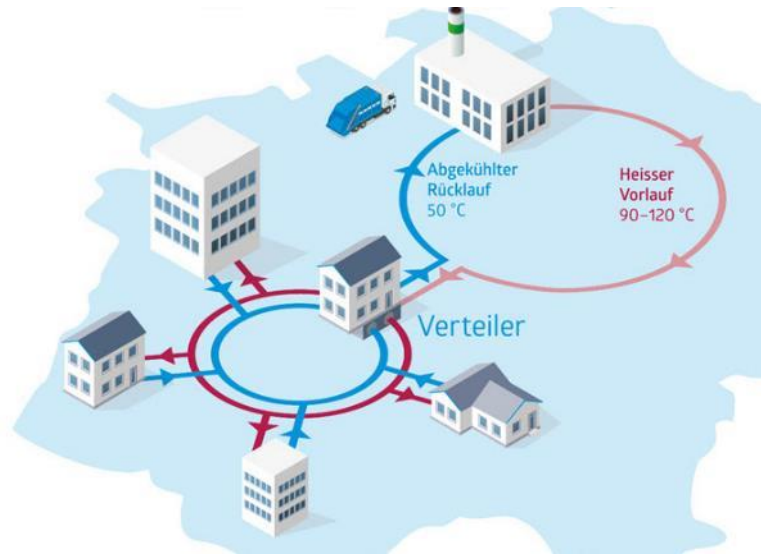 Abgekühlter
Rücklauf
50 °C
Heisser
Vorlauf
90–120 °C
Verteiler